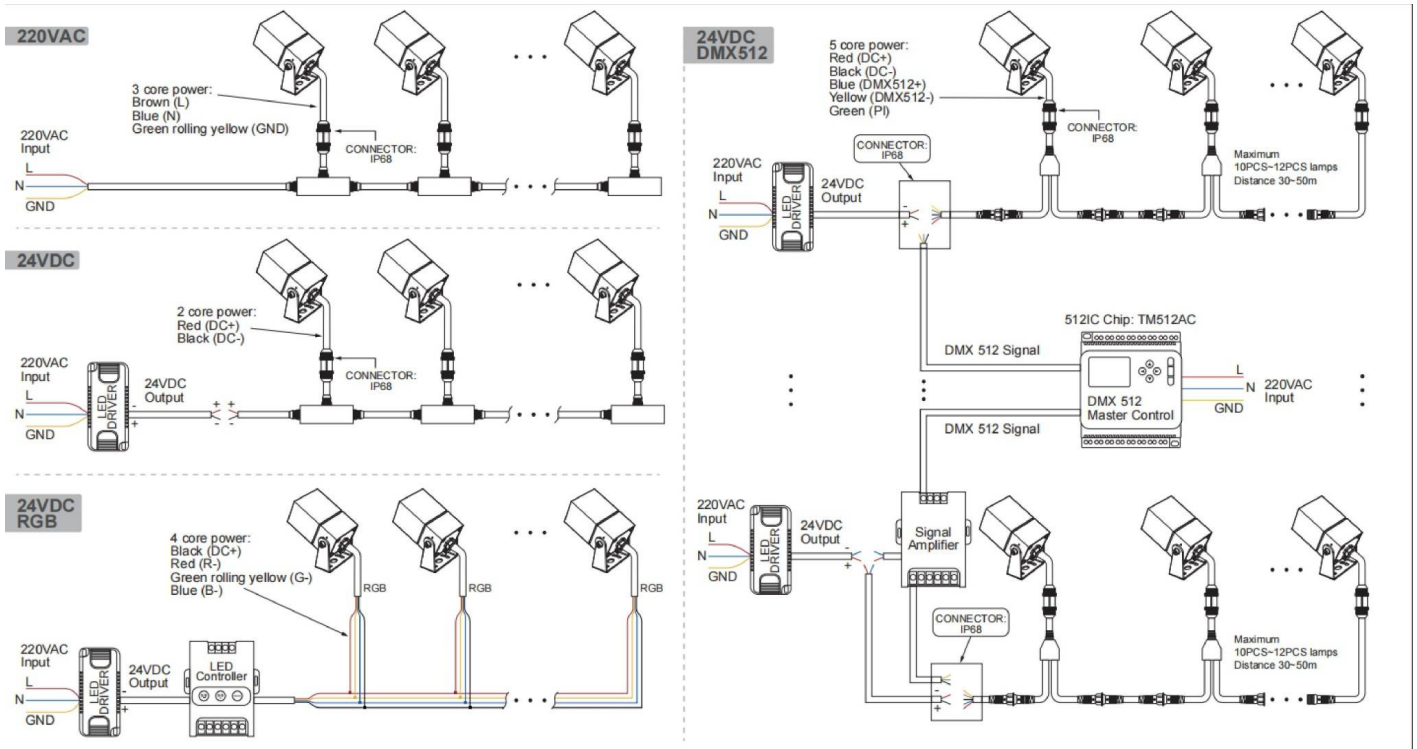 220VAC
3 core power:
Brown (L)
Blue (N)
Green rolling yellow (GND)
220VAC
Input
L
N
GND
CONNECTOR:
IP68
24VDC
2 core power:
Red (DC+)
Black (DC-)
220VAC
Input
L
N
GND
LED
DRIVER
-
+
24VDC
Output
+ +
- -
CONNECTOR:
IP68
24VDC
RGB
4 core power:
Black (DC+)
Red (R-)
Green rolling yellow (G-)
Blue (B-)
RGB
RGB
RGB
220VAC
Input
L
N
GND
LED
DRIVER
-
+
24VDC
Output
LED
Controller
24VDC
DMX512
5 core power:
Red (DC+)
Black (DC-)
Blue (DMX512+)
Yellow (DMX512-)
Green (PI)
CONNECTOR:
IP68
CONNECTOR:
IP68
220VAC
Input
L
N
GND
LED
DRIVER
24VDC
Output
-
+
Maximum
10PCS~12PCS lamps
Distance 30~50m
512IC Chip: TM512AC
DMX 512 Signal
DMX 512
Master Control
L
N
GND
220VAC
Input
DMX 512 Signal
220VAC
Input
L
N
GND
LED
DRIVER
24VDC
Output
-
+
Signal
Amplifier
CONNECTOR:
IP68
-
+
Maximum
10PCS~12PCS lamps
Distance 30~50m